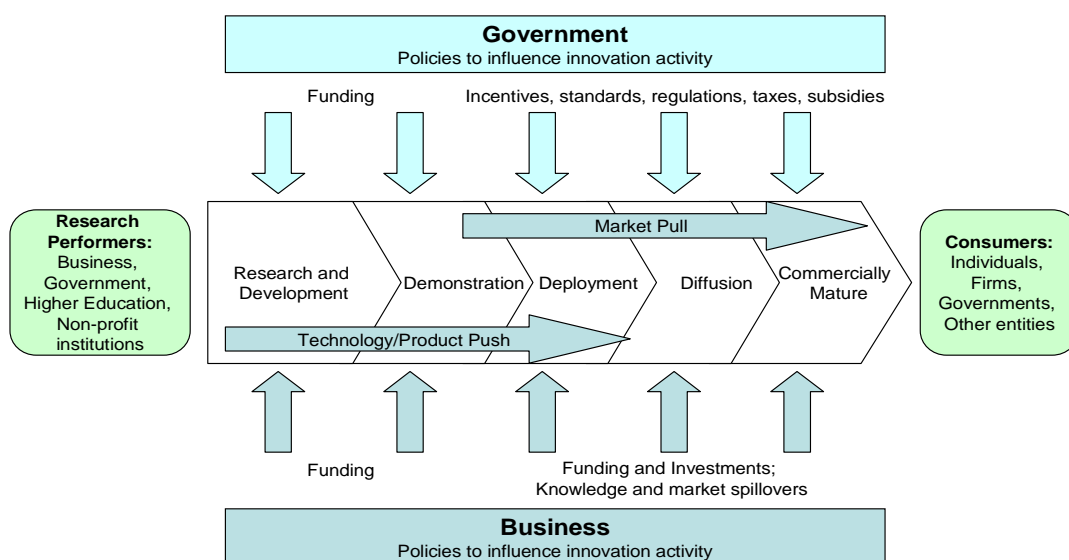 Government
Policies to influence innovation activity
Funding
Incentives, standards, regulations, taxes, subsidies
Research
Performers:
Business,
Government,
Higher Education,
Non-profit
institutions
Market Pull
Research and
Development
Demonstration
Deployment
Diffusion
Commercially
Mature
Technology/Product Push
Consumers:
Individuals,
Firms,
Governments,
Other entities
Funding
Funding and Investments;
Knowledge and market spillovers
Business
Policies to influence innovation activity